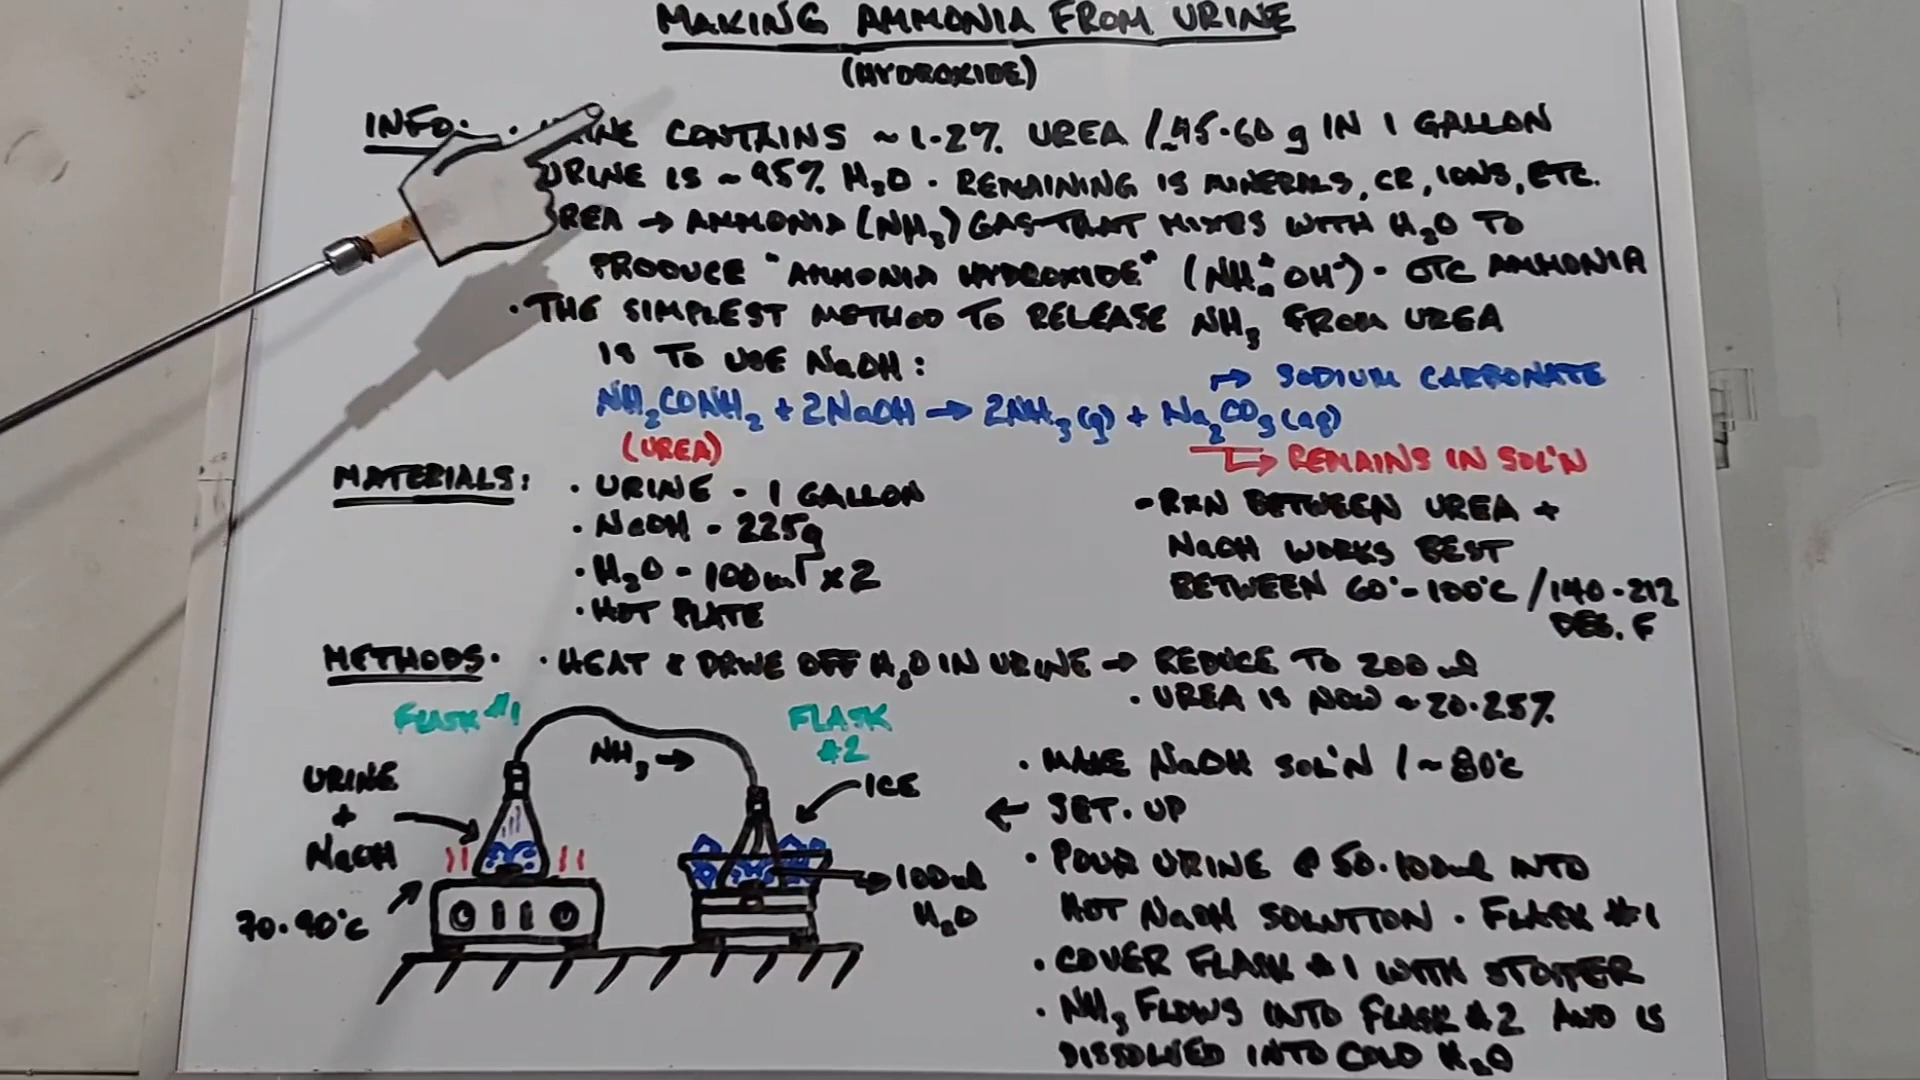 MAKING AMMONIA FROM URINE
(HYDROXIDE)
INFO: · CONTAINS ~1-2% UREA / ~45-60 g IN 1 GALLON
URINE IS ~95% H₂O - REMAINING IS MINERALS, CR, IONS, ETC.
→ AMMONIA (NH₃) GAS THAT MIXES WITH H₂O TO
PRODUCE "AMMONIA HYDROXIDE" (NH₄⁺ OH⁻) - OTC AMMONIA
· THE SIMPLEST METHOD TO RELEASE NH₃ FROM UREA
IS TO USE NaOH:
→ SODIUM CARBONATE
NH₂CONH₂ + 2NaOH → 2NH₃(g) + Na₂CO₃(aq)
(UREA)
→ REMAINS IN SOL'N
MATERIALS: · URINE - 1 GALLON
· NaOH - 225g
· H₂O - 100ml x 2
· HOT PLATE
- RXN BETWEEN UREA +
NaOH WORKS BEST
BETWEEN 60°-100°C / 140-212
DEG. F
METHODS· · HEAT & DRIVE OFF H₂O IN URINE → REDUCE TO 200 ml
· UREA IS NOW ~20-25%
FLASK #1
FLASK
#2
NH₃ →
ICE
URINE
+
NaOH
70-90°C
100ml
H₂O
· MAKE NaOH SOL'N / ~80°C
← SET-UP
· POUR URINE @ 50-100ml INTO
HOT NaOH SOLUTION - FLASK #1
· COVER FLASK #1 WITH STOPPER
· NH₃ FLOWS INTO FLASK #2 AND IS
DISSOLVED INTO COLD H₂O